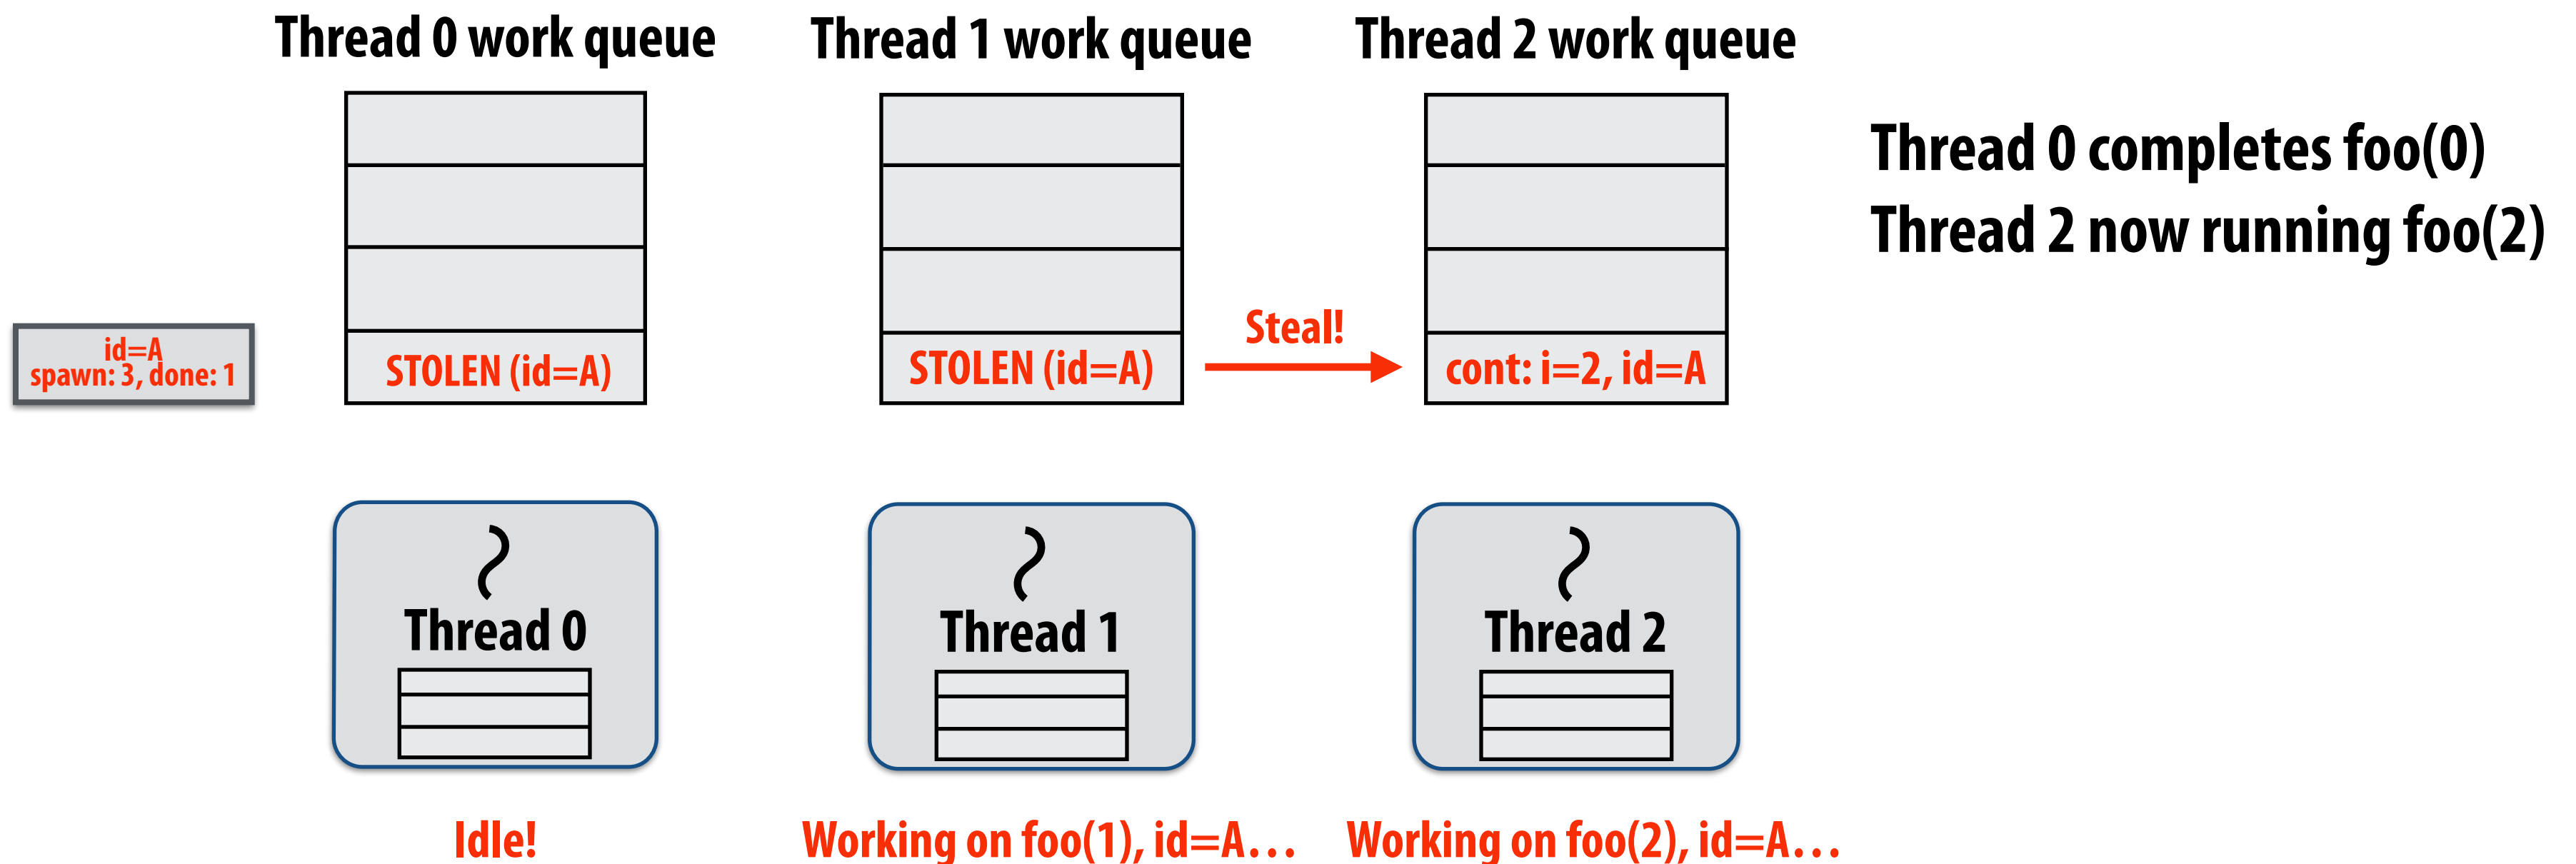 Thread 0 work queue
Thread 1 work queue
Thread 2 work queue
Thread 0 completes foo(0)
Thread 2 now running foo(2)
id=A
spawn: 3, done: 1
STOLEN (id=A)
STOLEN (id=A)
Steal!
cont: i=2, id=A
Thread 0
Thread 1
Thread 2
Idle!
Working on foo(1), id=A…
Working on foo(2), id=A…